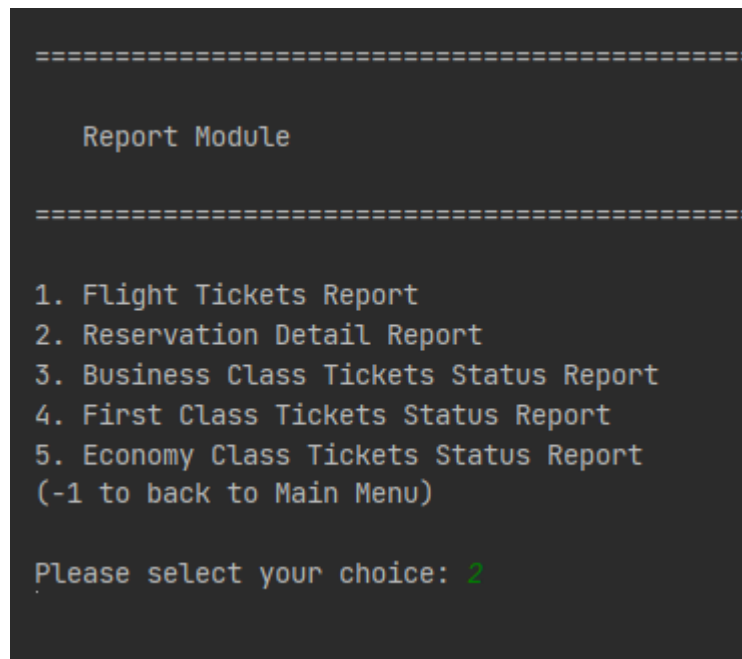 ==============================================
Report Module
==============================================
1. Flight Tickets Report
2. Reservation Detail Report
3. Business Class Tickets Status Report
4. First Class Tickets Status Report
5. Economy Class Tickets Status Report
(-1 to back to Main Menu)
Please select your choice: 2